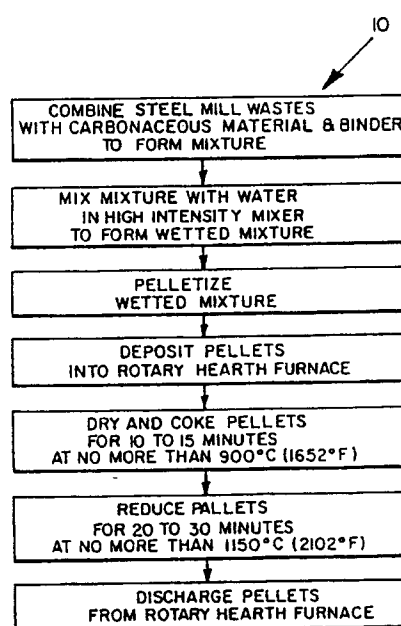 10
COMBINE STEEL MILL WASTES
WITH CARBONACEOUS MATERIAL & BINDER
TO FORM MIXTURE
MIX MIXTURE WITH WATER
IN HIGH INTENSITY MIXER
TO FORM WETTED MIXTURE
PELLETIZE
WETTED MIXTURE
DEPOSIT PELLETS
INTO ROTARY HEARTH FURNACE
DRY AND COKE PELLETS
FOR 10 TO 15 MINUTES
AT NO MORE THAN 900°C (1652°F)
REDUCE PALLETS
FOR 20 TO 30 MINUTES
AT NO MORE THAN 1150°C (2102°F)
DISCHARGE PELLETS
FROM ROTARY HEARTH FURNACE